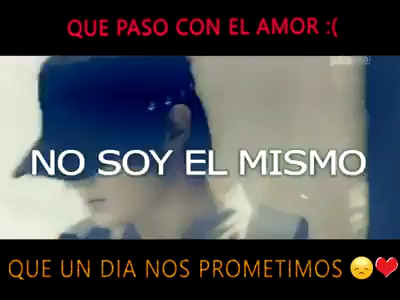 QUE PASO CON EL AMOR :(
NO SOY EL MISMO
QUE UN DIA NOS PROMETIMOS 😞❤